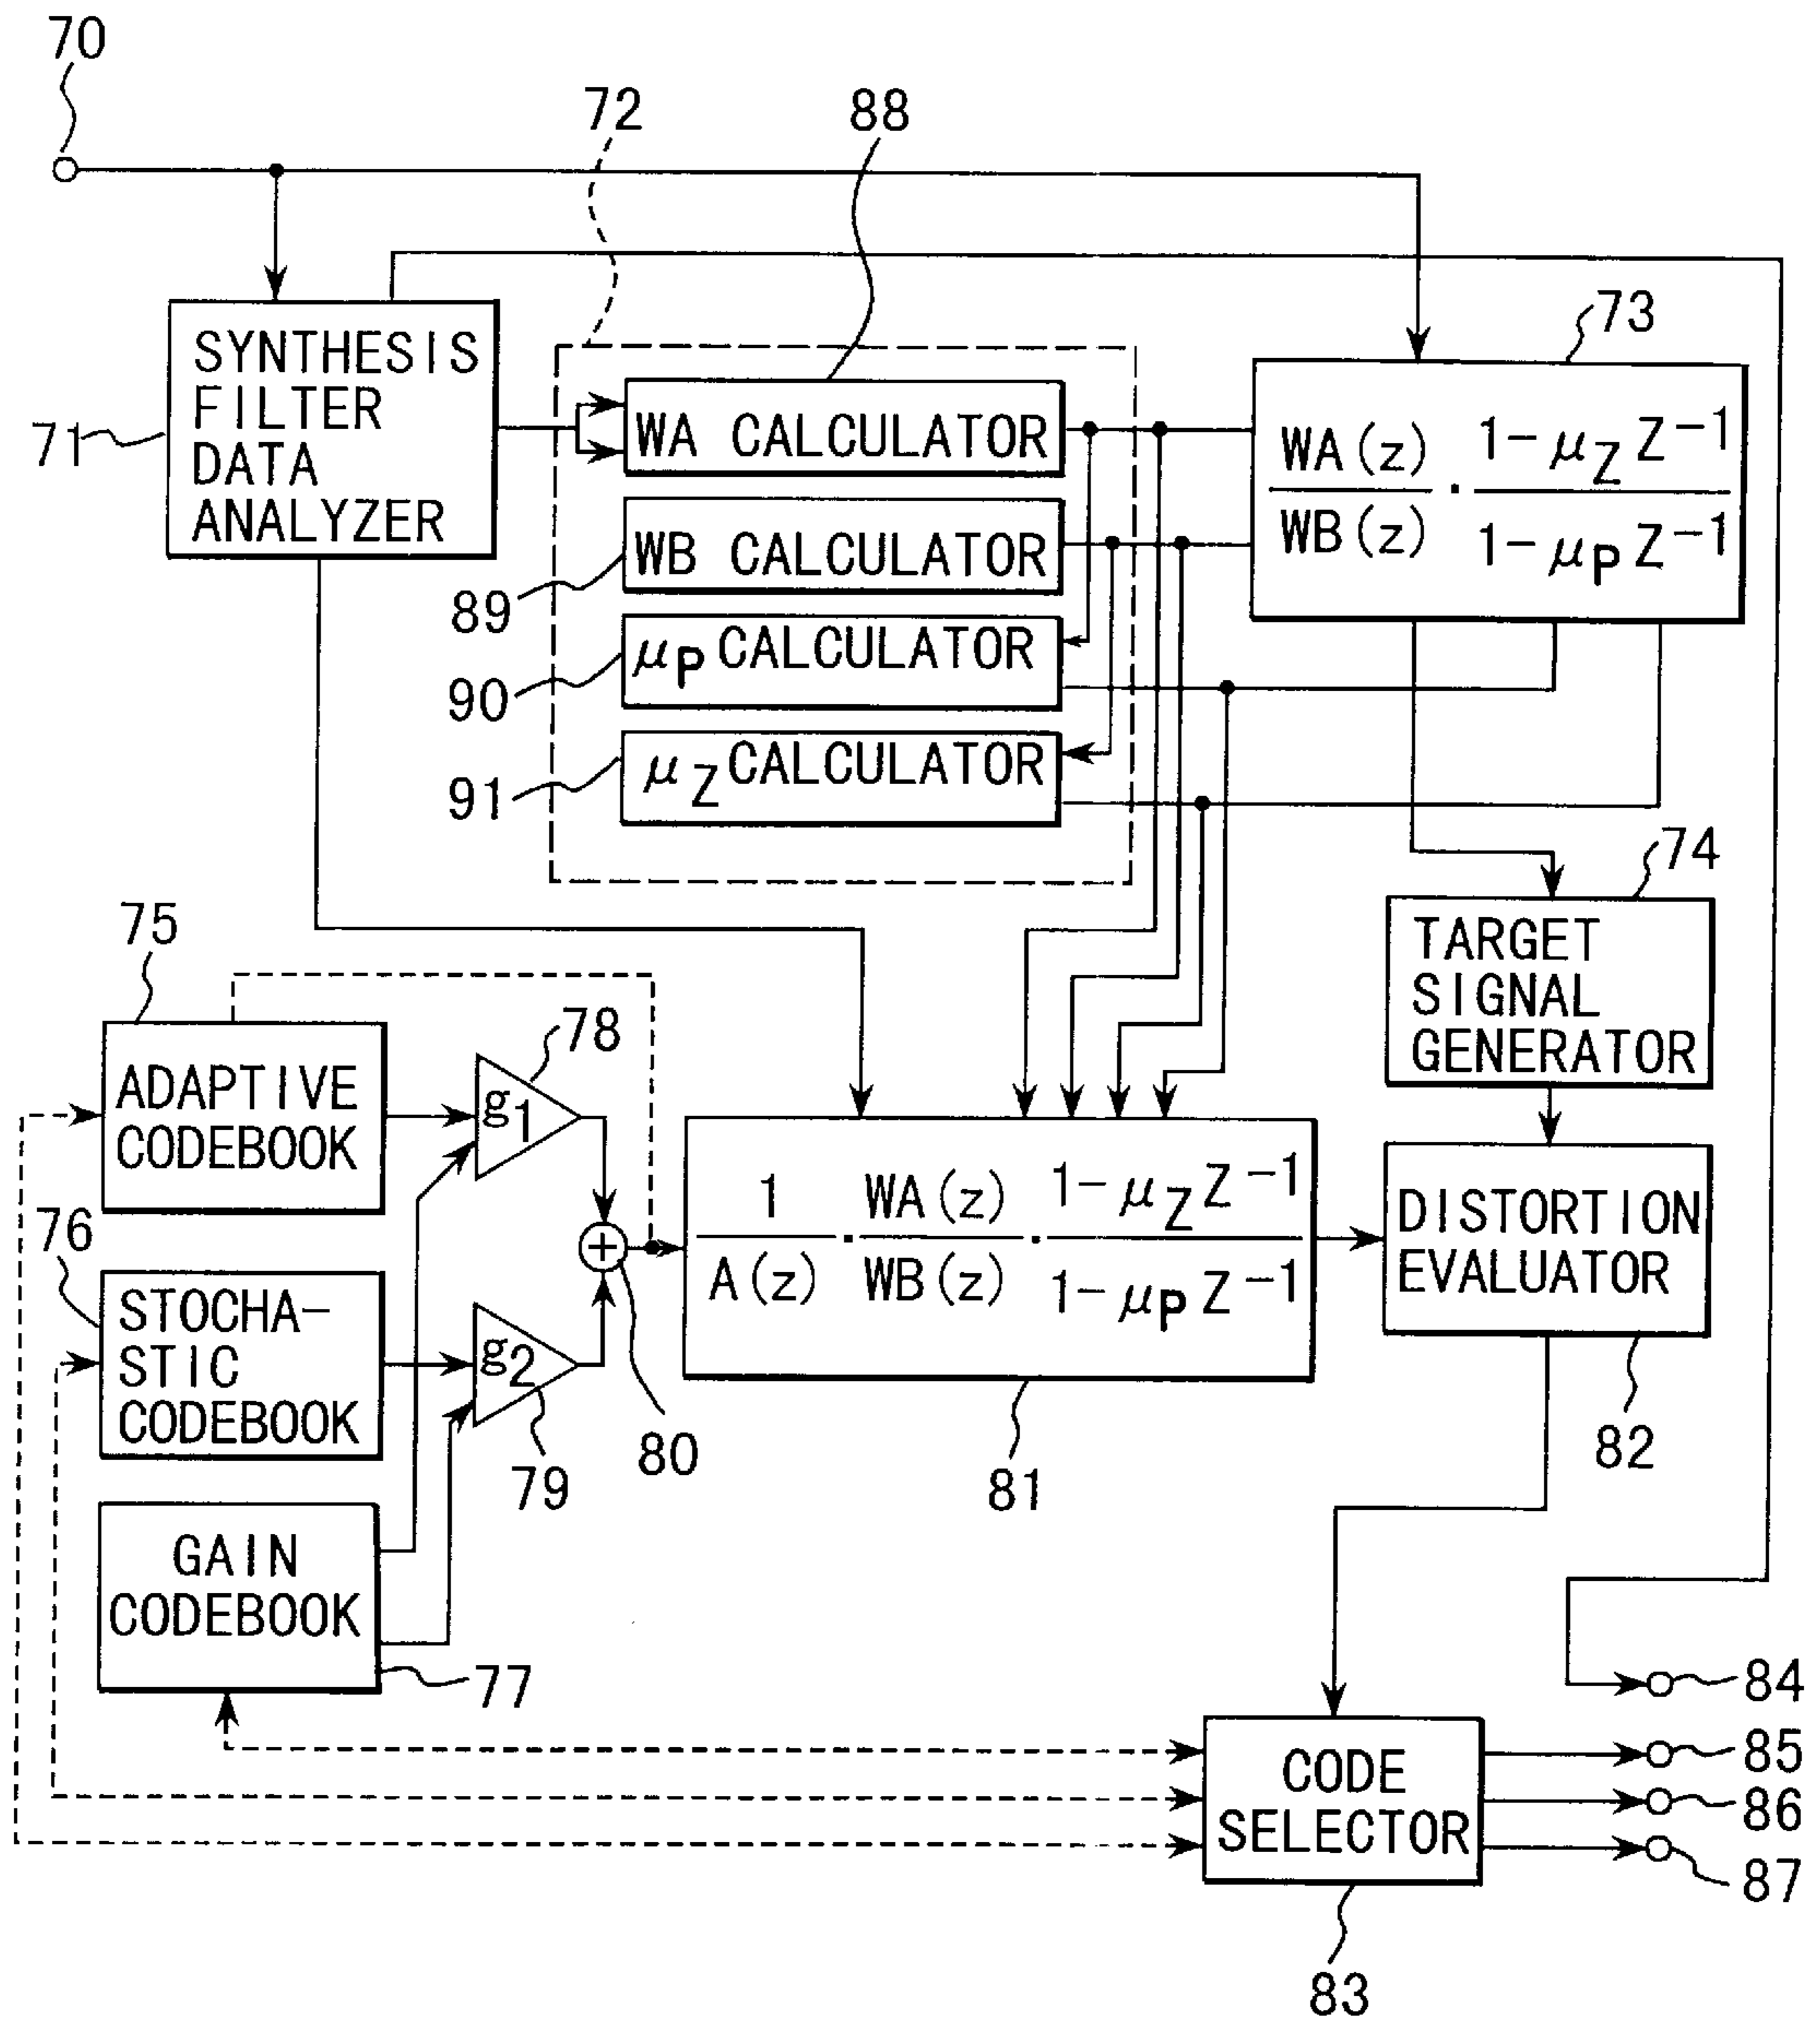 70
72
88
73
SYNTHESIS
FILTER
DATA
ANALYZER
71
WA CALCULATOR
WB CALCULATOR
89
μP CALCULATOR
90
μZ CALCULATOR
91
WA(z) / WB(z) · 1-μZ Z-1 / 1-μP Z-1
74
TARGET
SIGNAL
GENERATOR
75
ADAPTIVE
CODEBOOK
78
g1
76
STOCHA-
STIC
CODEBOOK
g2
79
80
1 / A(z) · WA(z) / WB(z) · 1-μZ Z-1 / 1-μP Z-1
81
DISTORTION
EVALUATOR
82
GAIN
CODEBOOK
77
CODE
SELECTOR
83
84
85
86
87